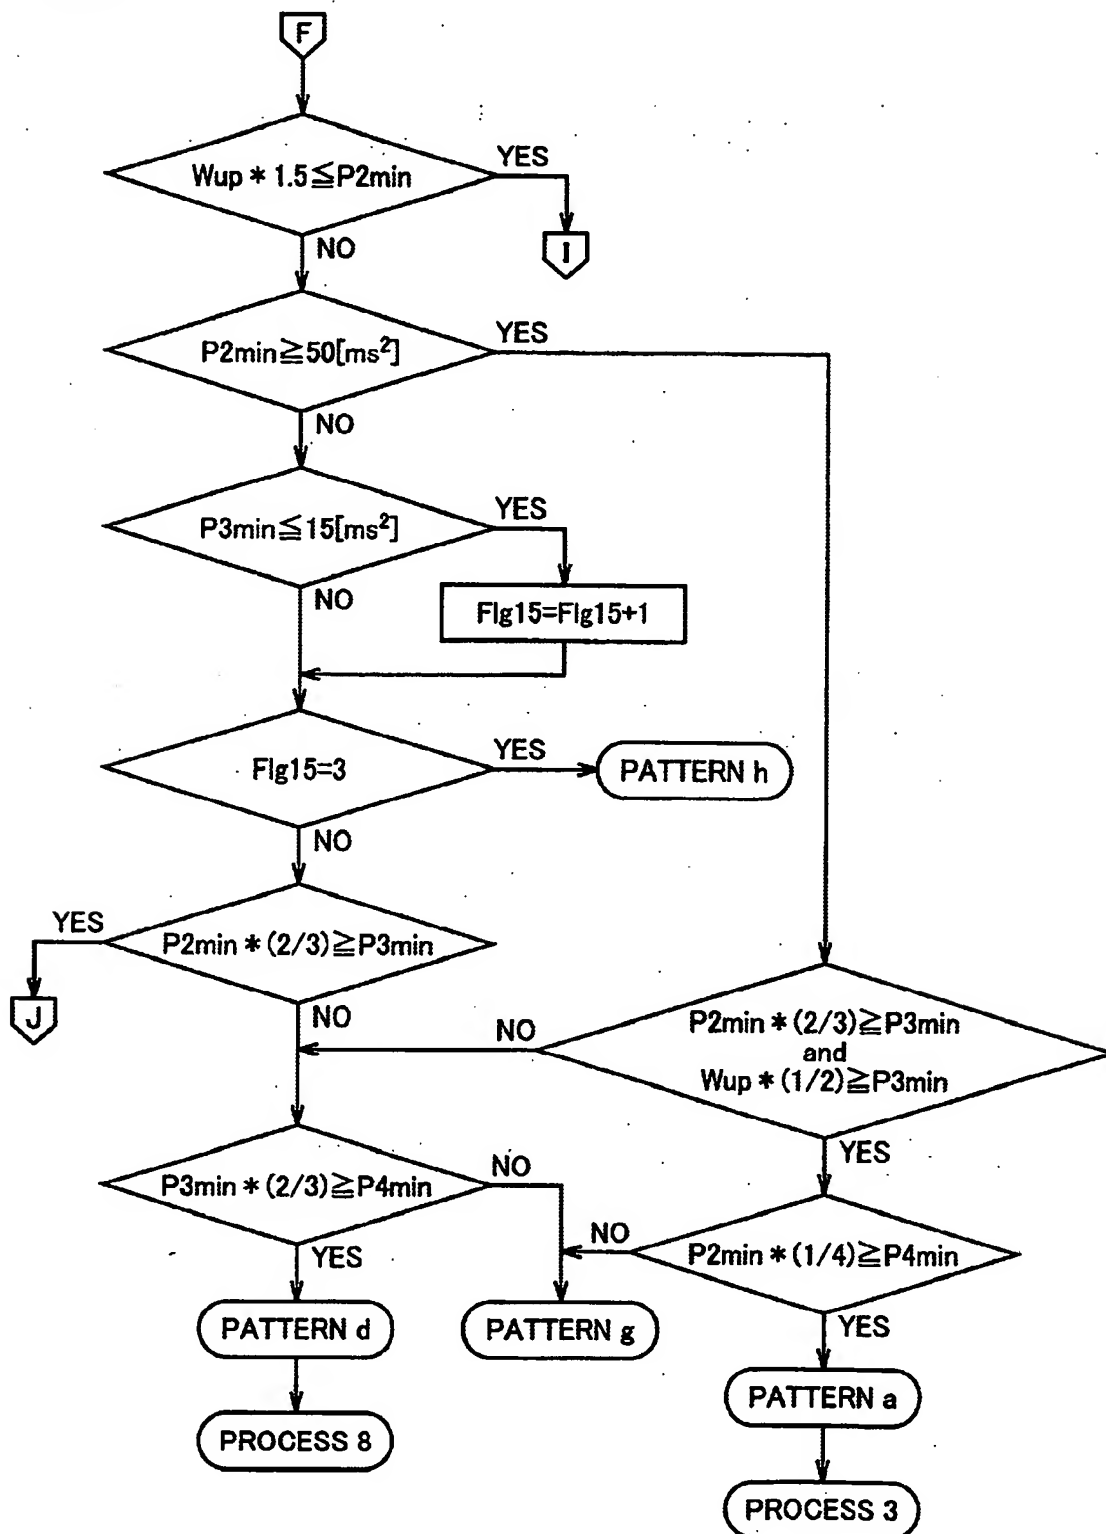 F
Wup * 1.5≦P2min
YES
I
NO
P2min≧50[ms²]
YES
NO
P3min≦15[ms²]
YES
NO
Flg15=Flg15+1
Flg15=3
YES
PATTERN h
NO
YES
P2min * (2/3)≧P3min
J
NO
NO
P2min * (2/3)≧P3min
and
Wup * (1/2)≧P3min
YES
P3min * (2/3)≧P4min
NO
NO
P2min * (1/4)≧P4min
YES
PATTERN d
PATTERN g
YES
PATTERN a
PROCESS 8
PROCESS 3